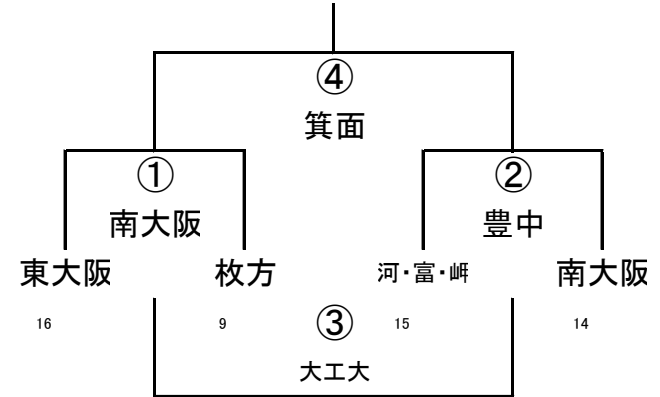 ④
箕面
① ②
南大阪 豊中
東大阪 枚方 河・富・岬 南大阪
16 9 ③ 15 14
大工大